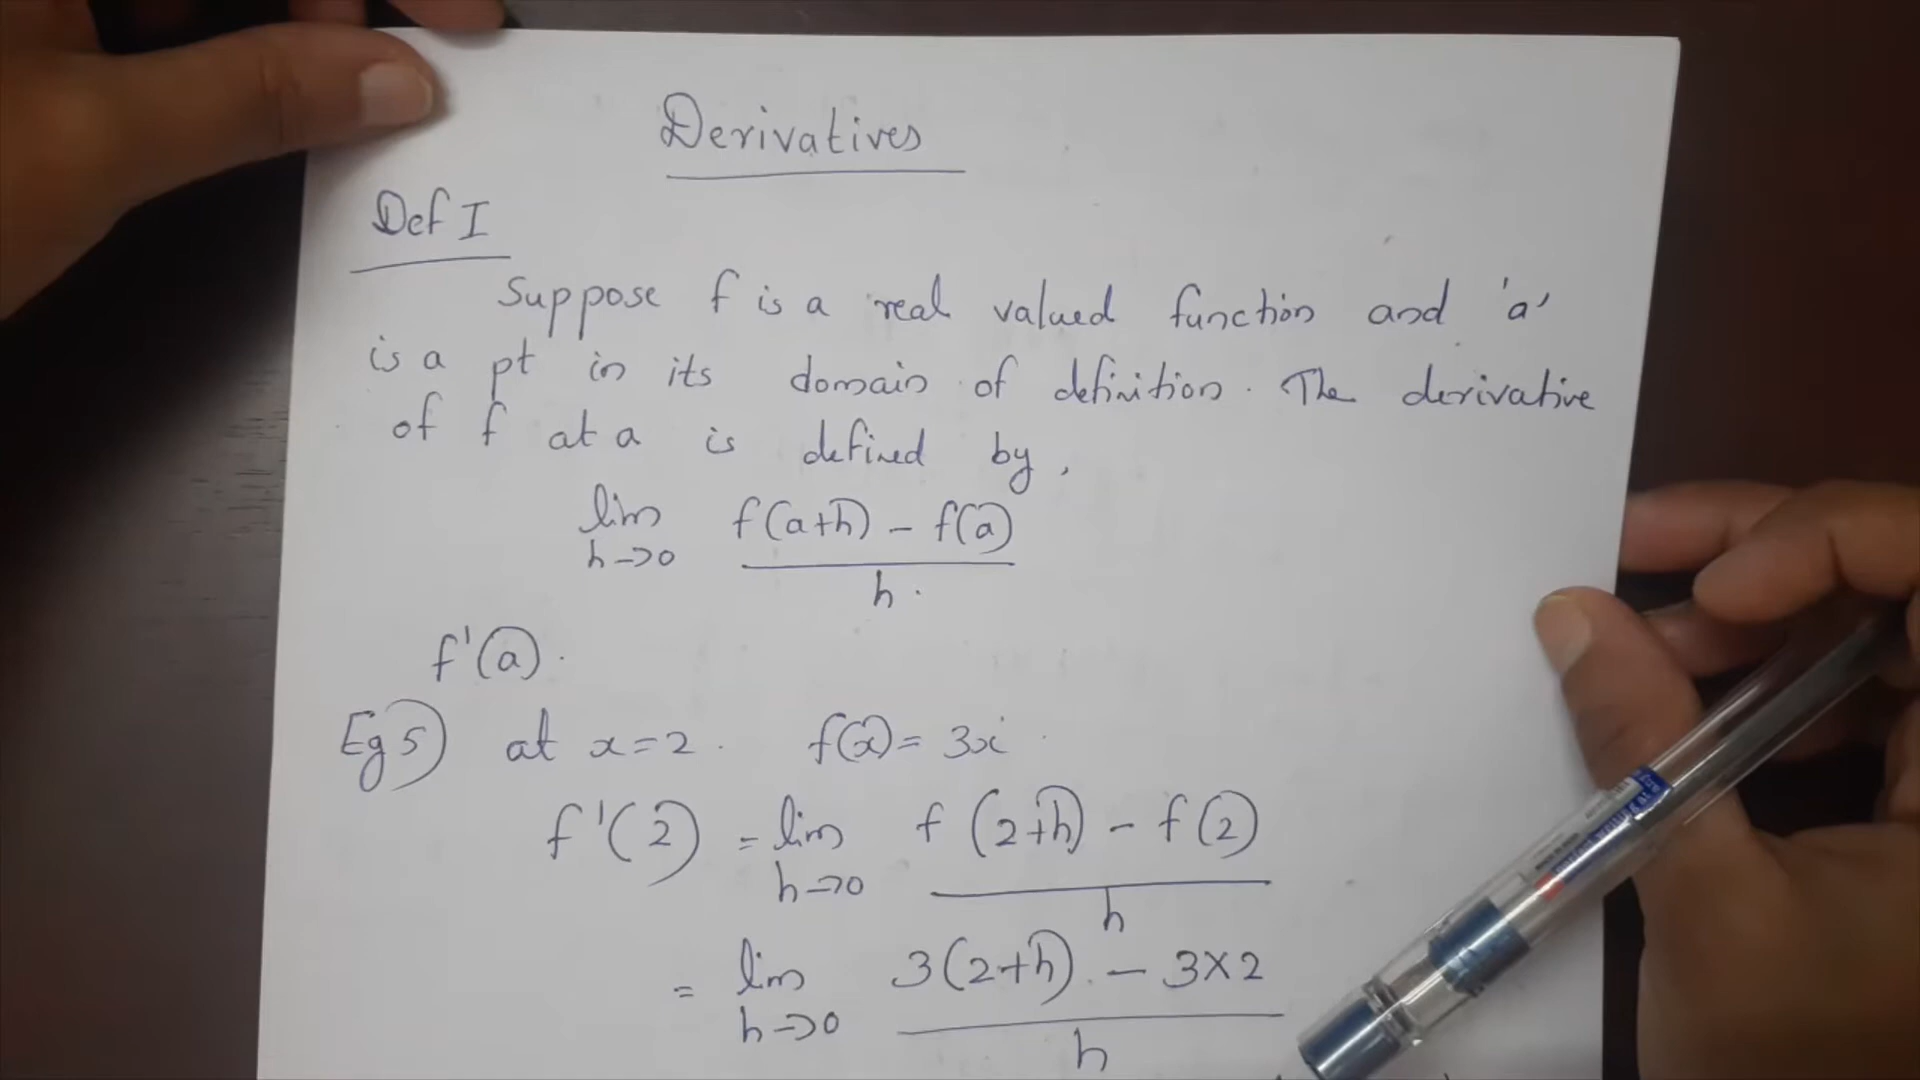 Derivatives
Def I
Suppose f is a real valued function and 'a'
is a pt in its domain of definition. The derivative
of f at a is defined by,
lim f(a+h) - f(a)
h→0 h.
f'(a).
Eg 5) at x=2. f(x)= 3x.
f'(2) = lim f(2+h) - f(2)
h→0 h
= lim 3(2+h) - 3×2
h→0 h